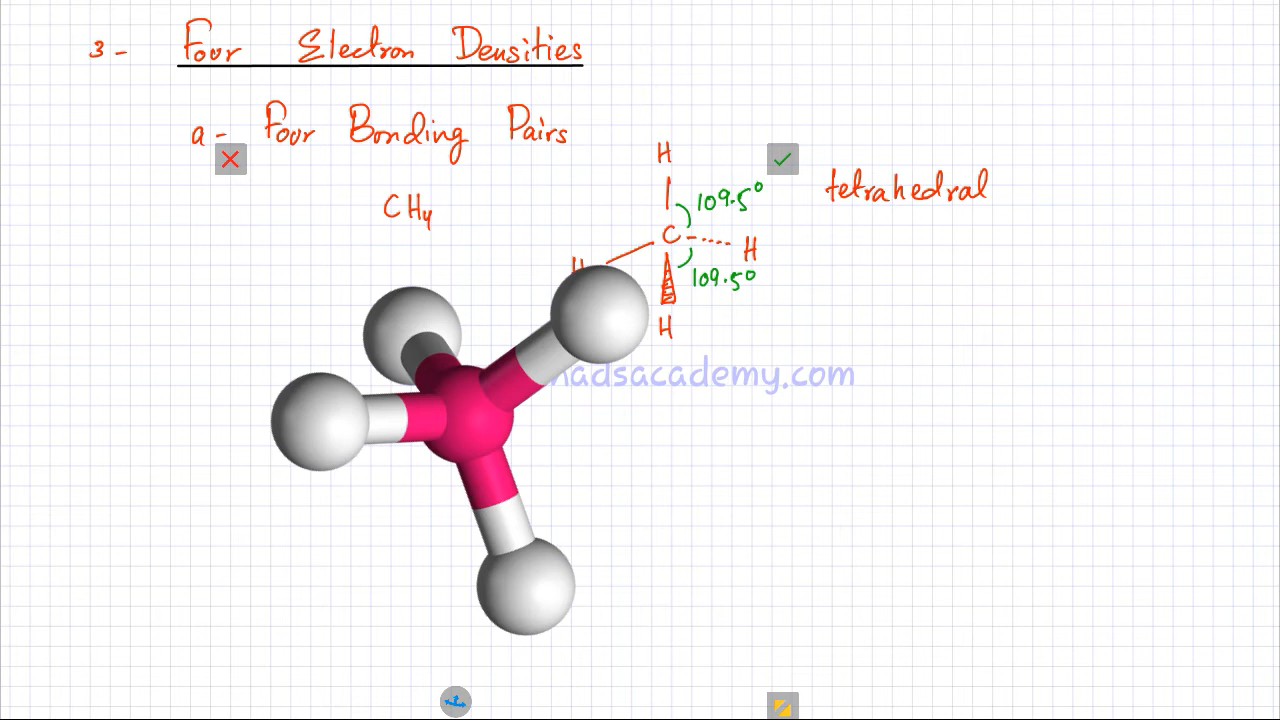 3 - Four Electron Densities
a - Four Bonding Pairs
H
tetrahedral
109.5°
CH4
C
H
H
109.5°
H
nadsacademy.com